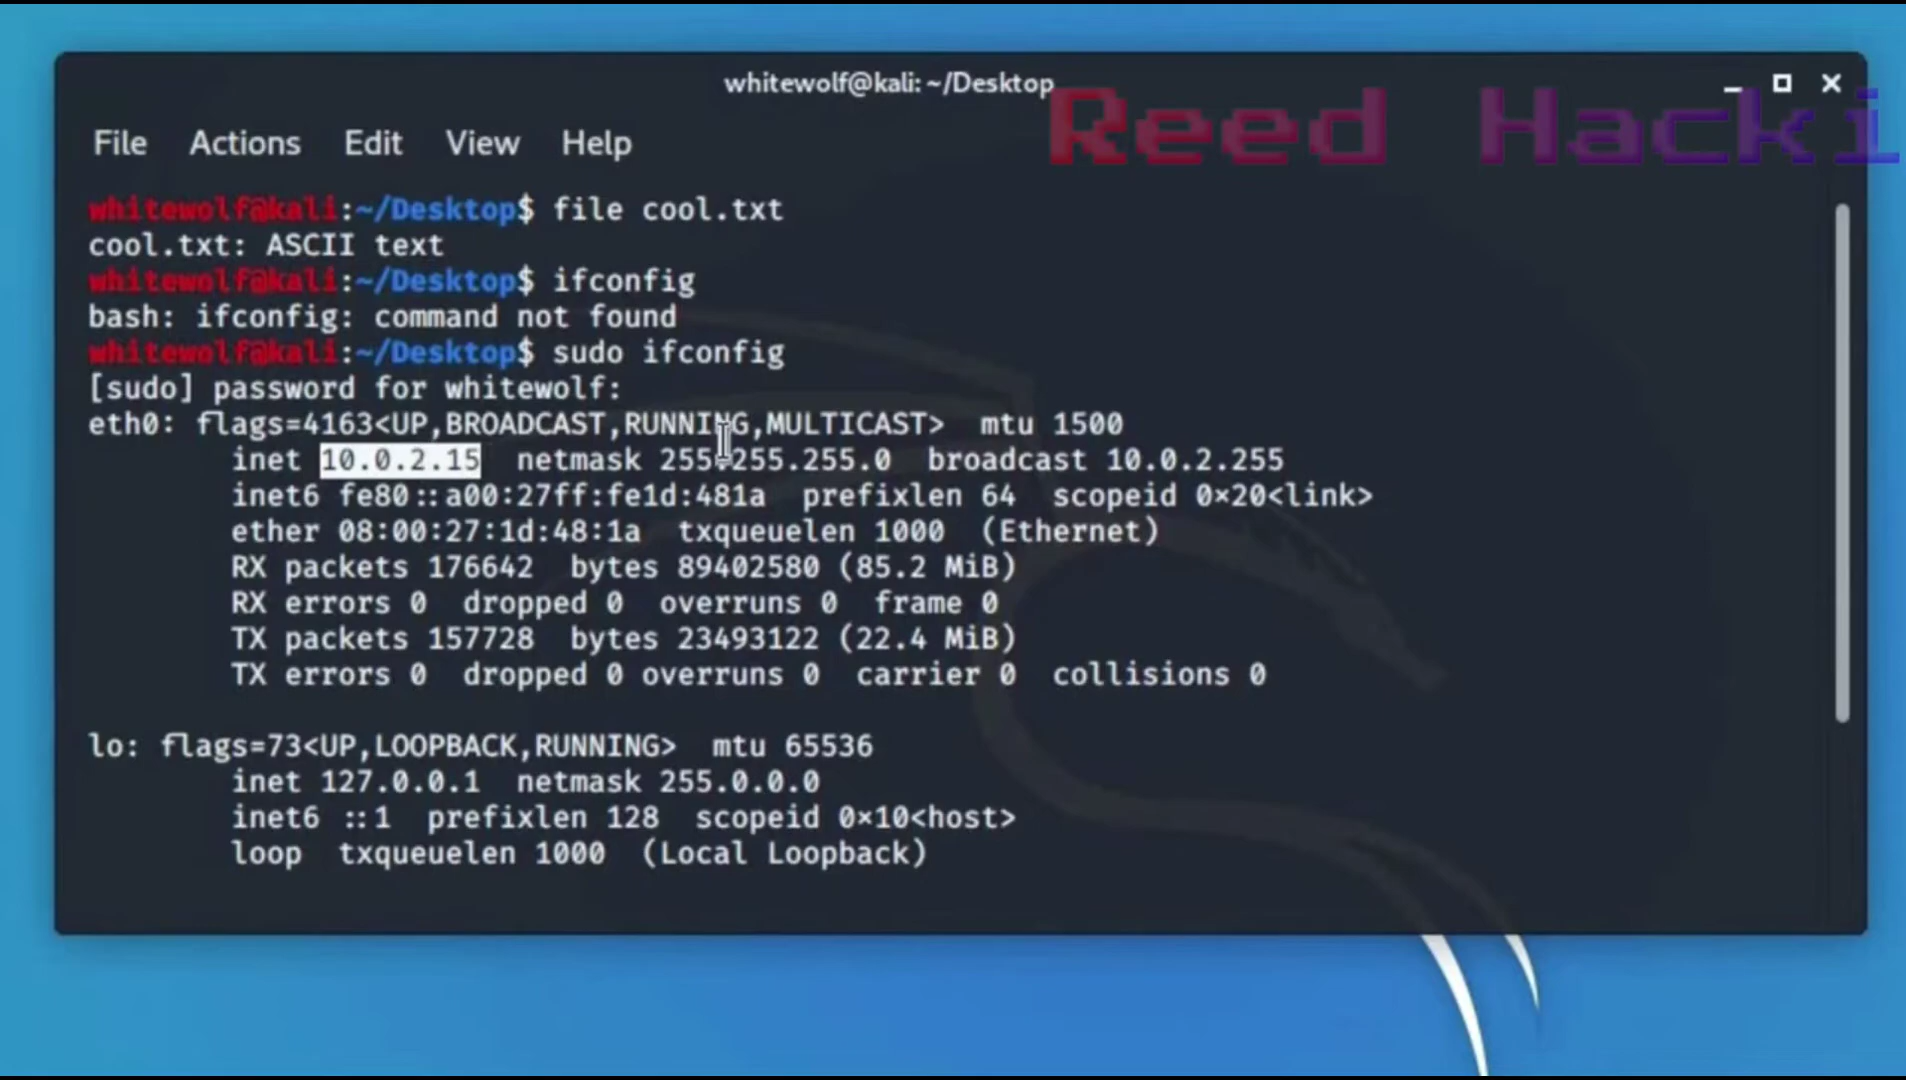 whitewolf@kali: ~/Desktop
Reed Hacki
File Actions Edit View Help
whitewolf@kali:~/Desktop$ file cool.txt
cool.txt: ASCII text
whitewolf@kali:~/Desktop$ ifconfig
bash: ifconfig: command not found
whitewolf@kali:~/Desktop$ sudo ifconfig
[sudo] password for whitewolf:
eth0: flags=4163<UP,BROADCAST,RUNNING,MULTICAST>  mtu 1500
        inet 10.0.2.15  netmask 255.255.255.0  broadcast 10.0.2.255
        inet6 fe80::a00:27ff:fe1d:481a  prefixlen 64  scopeid 0×20<link>
        ether 08:00:27:1d:48:1a  txqueuelen 1000  (Ethernet)
        RX packets 176642  bytes 89402580 (85.2 MiB)
        RX errors 0  dropped 0  overruns 0  frame 0
        TX packets 157728  bytes 23493122 (22.4 MiB)
        TX errors 0  dropped 0 overruns 0  carrier 0  collisions 0
lo: flags=73<UP,LOOPBACK,RUNNING>  mtu 65536
        inet 127.0.0.1  netmask 255.0.0.0
        inet6 ::1  prefixlen 128  scopeid 0×10<host>
        loop  txqueuelen 1000  (Local Loopback)